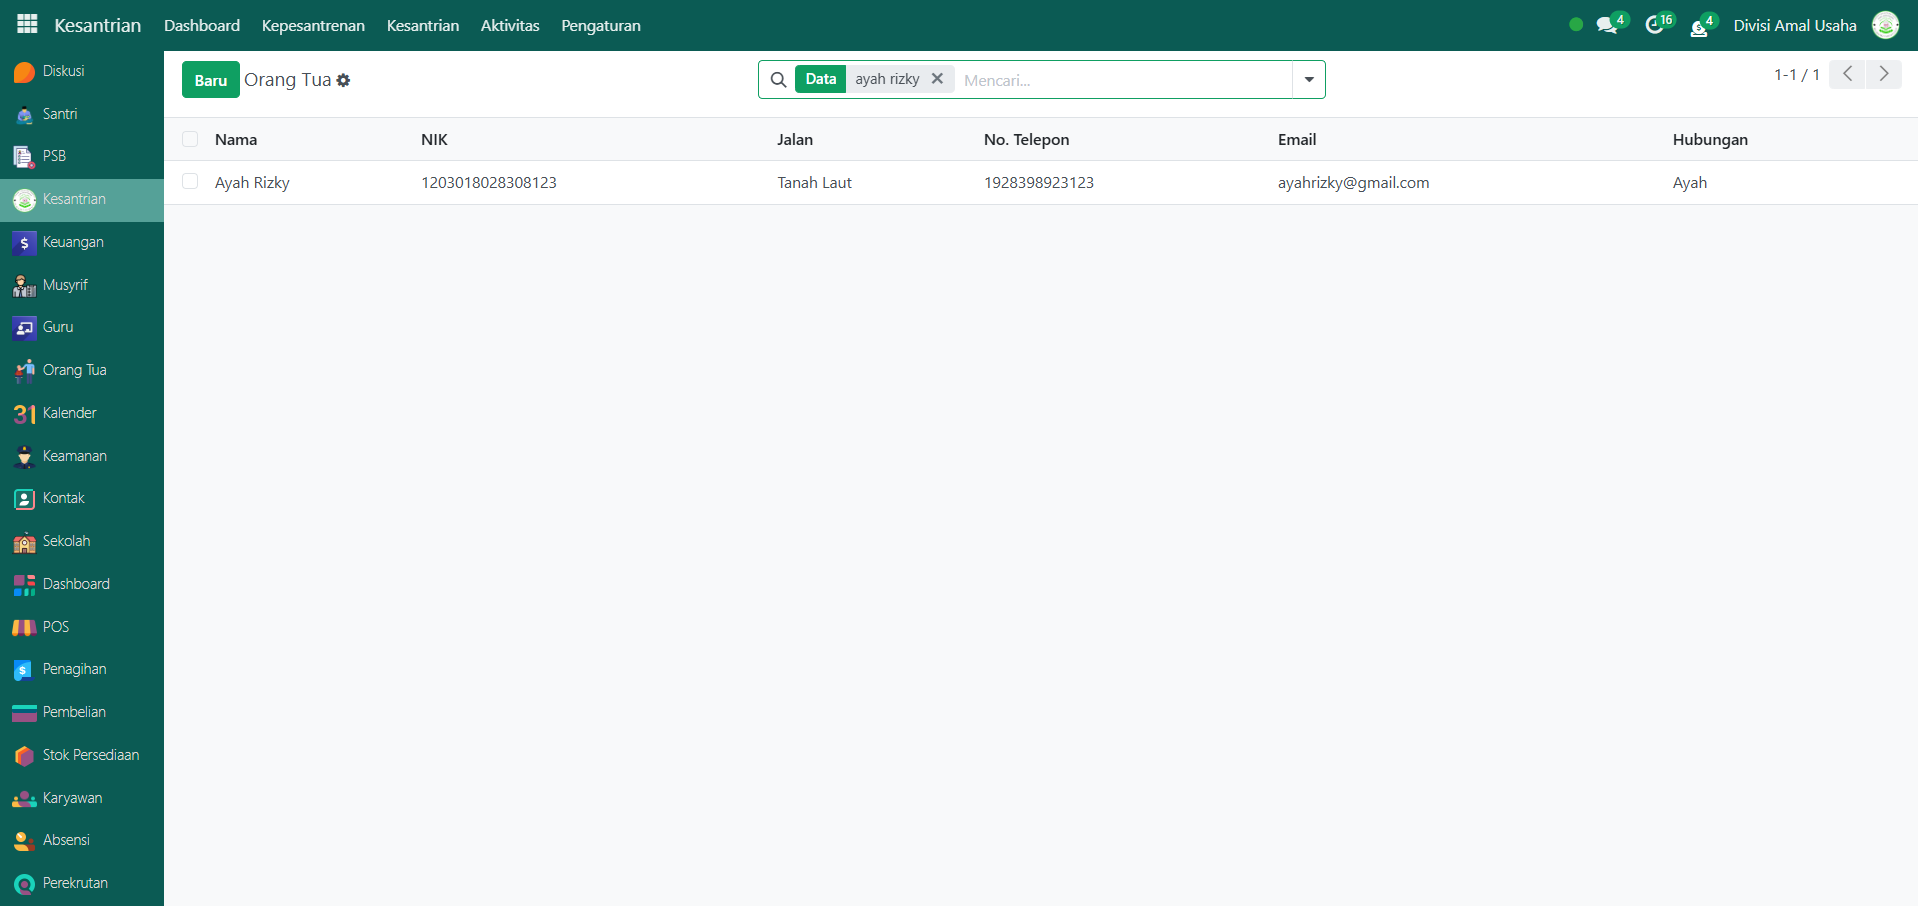 Kesantrian Dashboard Kepesantrenan Kesantrian Aktivitas Pengaturan 4 16 4 Divisi Amal Usaha
Diskusi
Santri
PSB
Kesantrian
Keuangan
Musyrif
Guru
Orang Tua
31 Kalender
Keamanan
Kontak
Sekolah
Dashboard
POS
Penagihan
Pembelian
Stok Persediaan
Karyawan
Absensi
Perekrutan
Baru Orang Tua Data ayah rizky Mencari... 1-1 / 1
Nama NIK Jalan No. Telepon Email Hubungan
Ayah Rizky 1203018028308123 Tanah Laut 1928398923123 ayahrizky@gmail.com Ayah